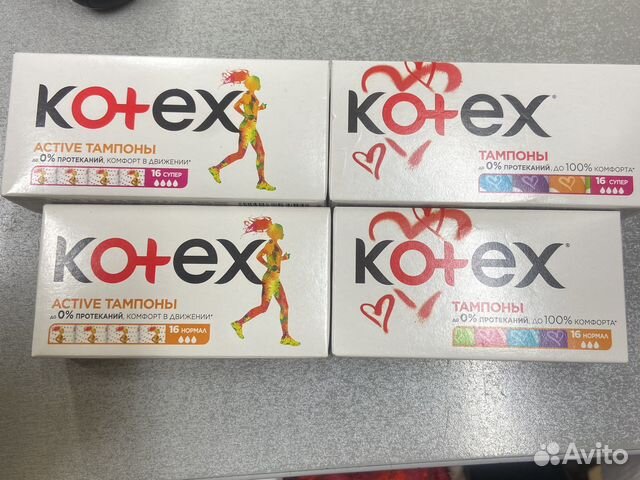 kotex
ACTIVE ТАМПОНЫ
до 0% ПРОТЕКАНИЙ, КОМФОРТ В ДВИЖЕНИИ*
16 СУПЕР
kotex®
ТАМПОНЫ
до 0% ПРОТЕКАНИЙ, ДО 100% КОМФОРТА*
16 СУПЕР
kotex
ACTIVE ТАМПОНЫ
до 0% ПРОТЕКАНИЙ, КОМФОРТ В ДВИЖЕНИИ*
16 НОРМАЛ
kotex®
ТАМПОНЫ
до 0% ПРОТЕКАНИЙ, ДО 100% КОМФОРТА*
16 НОРМАЛ
Avito